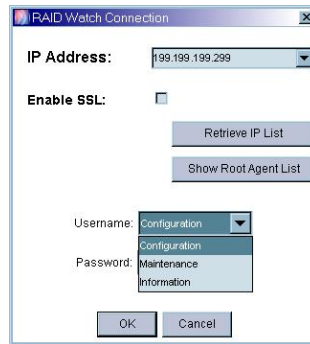 RAID Watch Connection
IP Address: 199.199.199.299
Enable SSL:
Retrieve IP List
Show Root Agent List
Username: Configuration
Configuration
Password: Maintenance
Information
OK Cancel